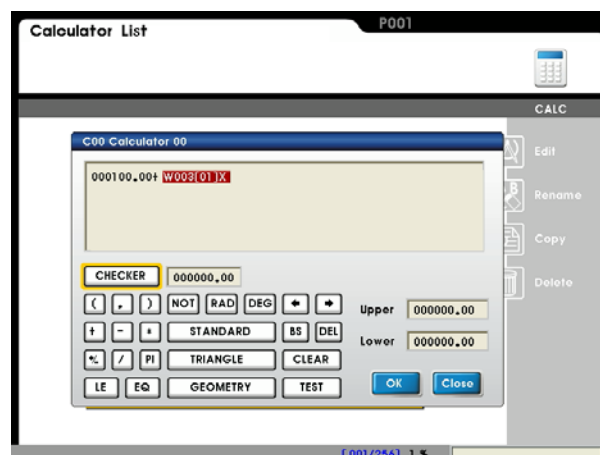 P001
Calculator List
CALC
C00 Calculator 00
Edit
000100.00+ W003[01]X
Rename
Copy
CHECKER 000000.00
Delete
( , ) NOT RAD DEG Upper 000000.00
+ - * STANDARD BS DEL Lower 000000.00
% / PI TRIANGLE CLEAR
LE EQ GEOMETRY TEST OK Close
[001/256] 1 %